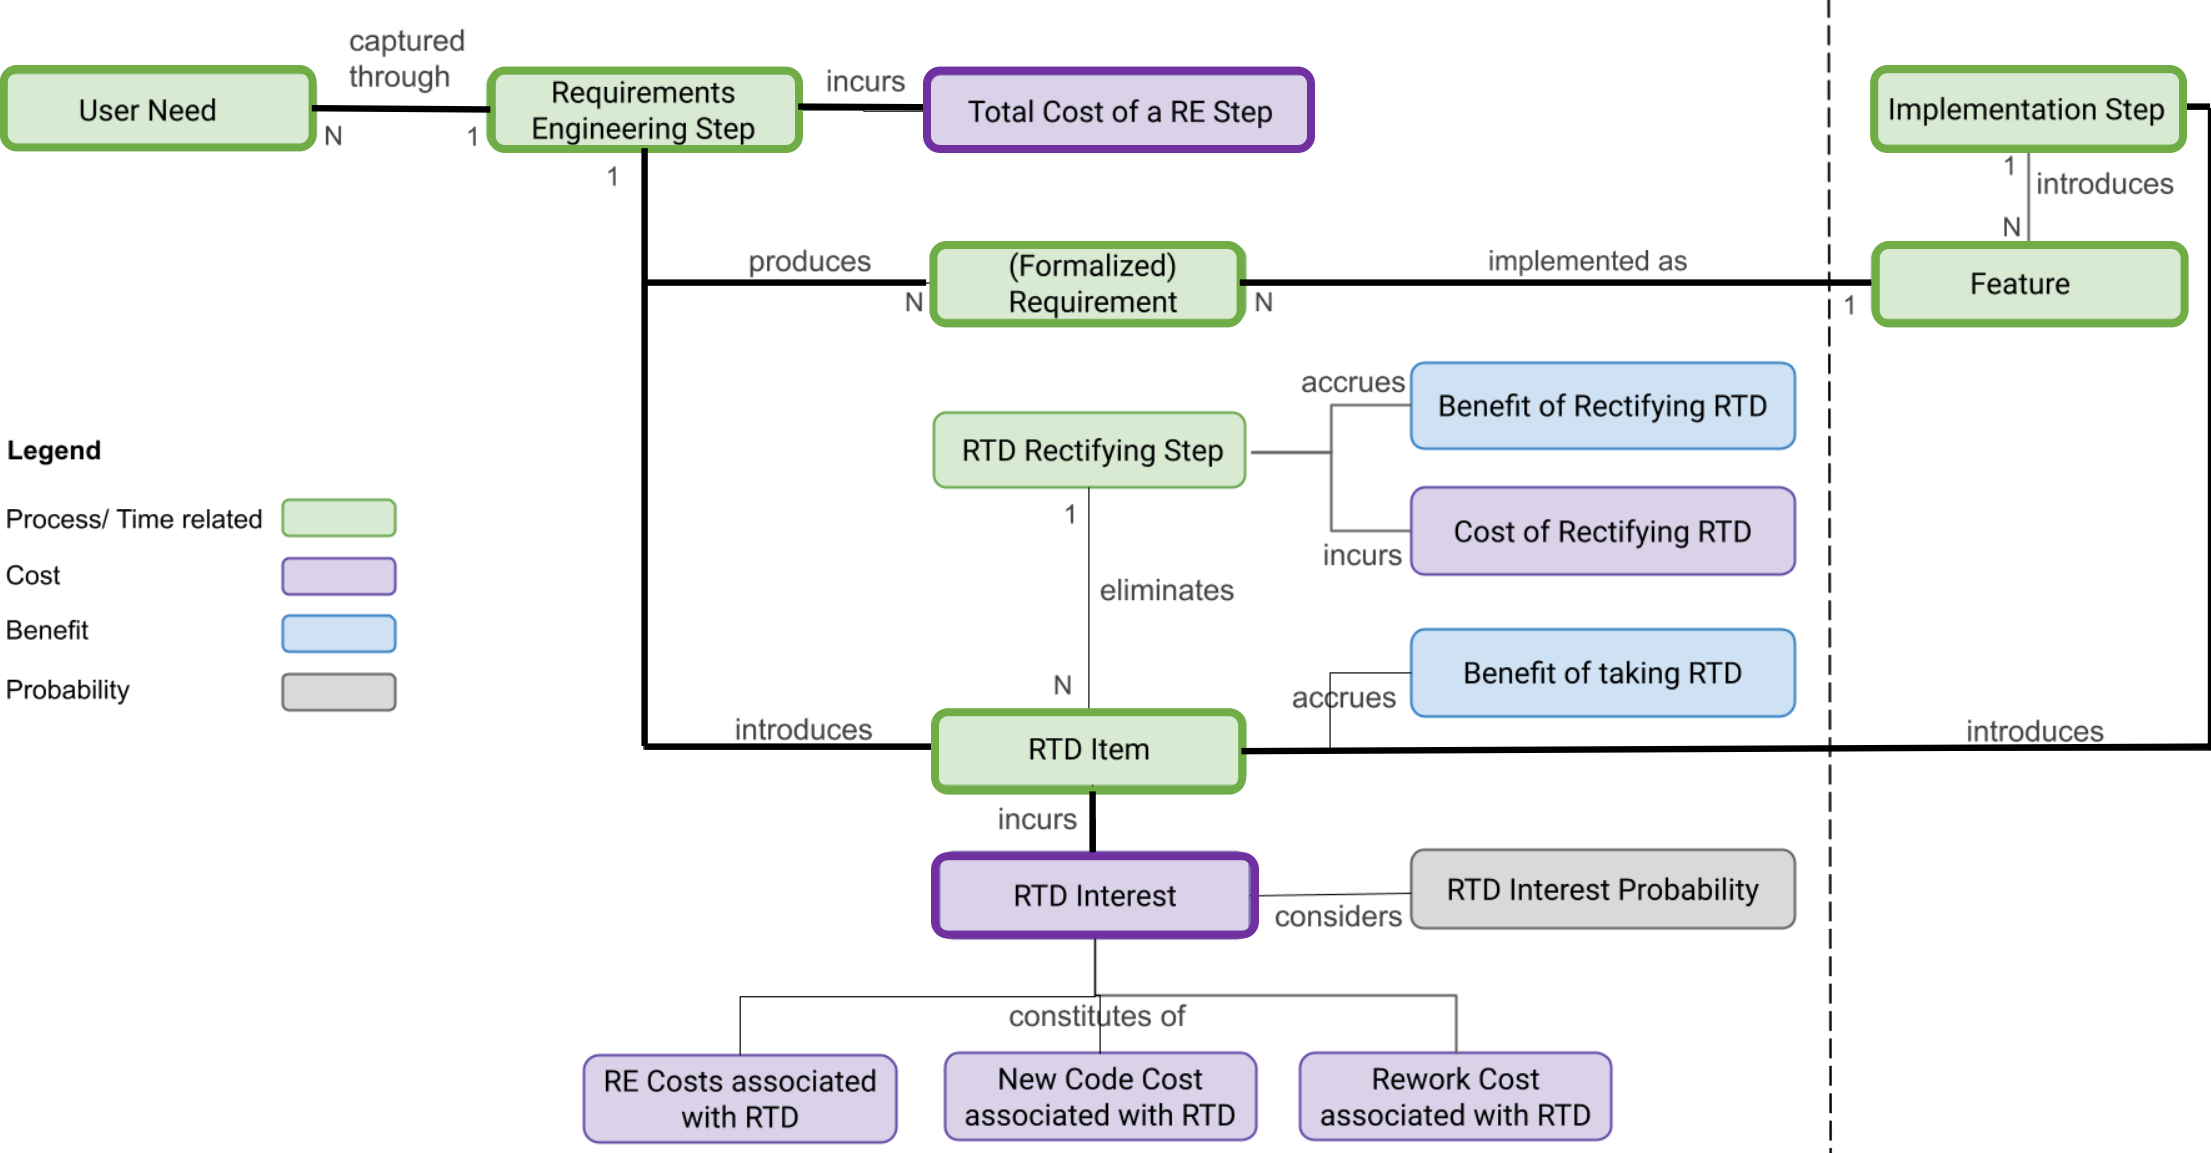 captured
through
User Need
N
1
Requirements
Engineering Step
incurs
Total Cost of a RE Step
Implementation Step
1
introduces
N
1
produces
N
(Formalized)
Requirement
N
implemented as
1
Feature
accrues
Benefit of Rectifying RTD
RTD Rectifying Step
Cost of Rectifying RTD
incurs
1
eliminates
N
Legend
Process/ Time related
Cost
Benefit
Probability
accrues
Benefit of taking RTD
introduces
RTD Item
introduces
incurs
RTD Interest
considers
RTD Interest Probability
constitutes of
RE Costs associated
with RTD
New Code Cost
associated with RTD
Rework Cost
associated with RTD